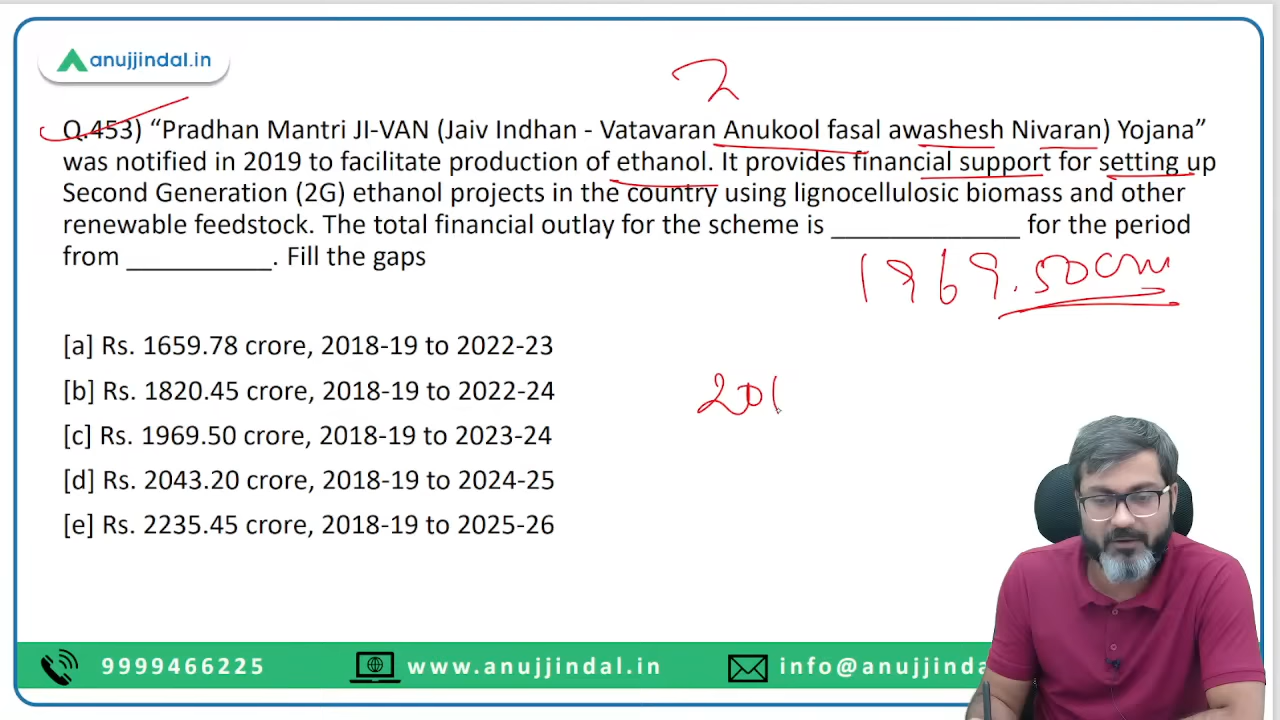 anujjindal.in
2
Q.453) “Pradhan Mantri JI-VAN (Jaiv Indhan - Vatavaran Anukool fasal awashesh Nivaran) Yojana”
was notified in 2019 to facilitate production of ethanol. It provides financial support for setting up
Second Generation (2G) ethanol projects in the country using lignocellulosic biomass and other
renewable feedstock. The total financial outlay for the scheme is ______________ for the period
from __________. Fill the gaps
1969.50 crr
[a] Rs. 1659.78 crore, 2018-19 to 2022-23
[b] Rs. 1820.45 crore, 2018-19 to 2022-24
201
[c] Rs. 1969.50 crore, 2018-19 to 2023-24
[d] Rs. 2043.20 crore, 2018-19 to 2024-25
[e] Rs. 2235.45 crore, 2018-19 to 2025-26
9999466225
www.anujjindal.in
info@anujjinda